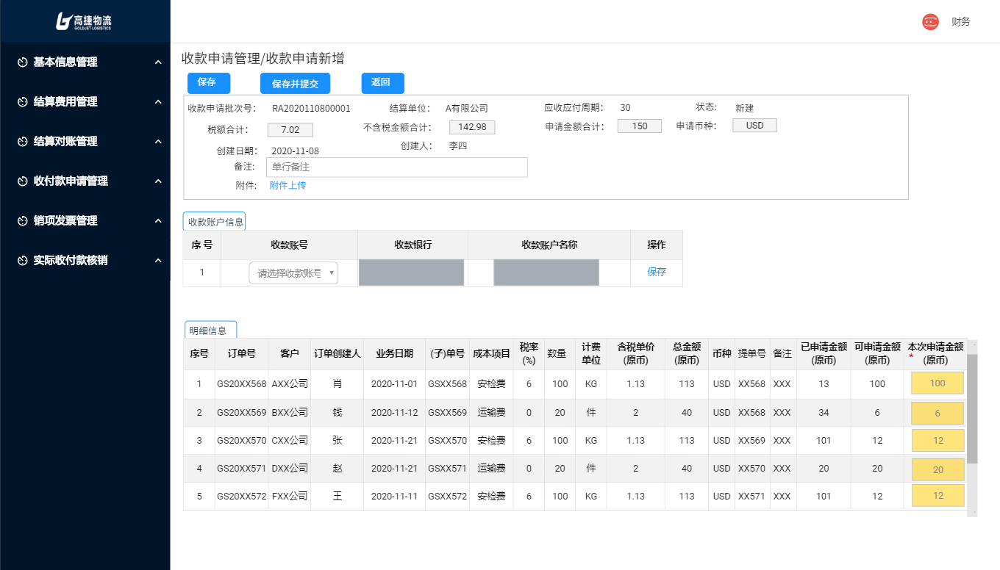 高捷物流
GOLDJET LOGISTICS
财务
基本信息管理
结算费用管理
结算对账管理
收付款申请管理
销项发票管理
实际收付款核销
收款申请管理/收款申请新增
保存 保存并提交 返回
收款申请批次号： RA2020110800001 结算单位： A有限公司 应收应付周期： 30 状态： 新建
税额合计： 7.02 不含税金额合计： 142.98 申请金额合计： 150 申请币种： USD
创建日期： 2020-11-08 创建人： 李四
备注： 单行备注
附件： 附件上传
收款账户信息
序号 收款账号 收款银行 收款账户名称 操作
1 请选择收款账号 保存
明细信息
序号 订单号 客户 订单创建人 业务日期 (子)单号 成本项目 税率(%) 数量 计费单位 含税单价(原币) 总金额(原币) 币种 提单号 备注 已申请金额(原币) 可申请金额(原币) 本次申请金额*(原币)
1 GS20XX568 AXX公司 肖 2020-11-01 GSXX568 安检费 6 100 KG 1.13 113 USD XX568 XXX 13 100 100
2 GS20XX569 BXX公司 钱 2020-11-12 GSXX569 运输费 0 20 件 2 40 USD XX568 XXX 34 6 6
3 GS20XX570 CXX公司 张 2020-11-21 GSXX570 安检费 6 100 KG 1.13 113 USD XX569 XXX 101 12 12
4 GS20XX571 DXX公司 赵 2020-11-21 GSXX571 运输费 0 20 件 2 40 USD XX570 XXX 20 20 20
5 GS20XX572 FXX公司 王 2020-11-11 GSXX572 安检费 6 100 KG 1.13 113 USD XX571 XXX 101 12 12